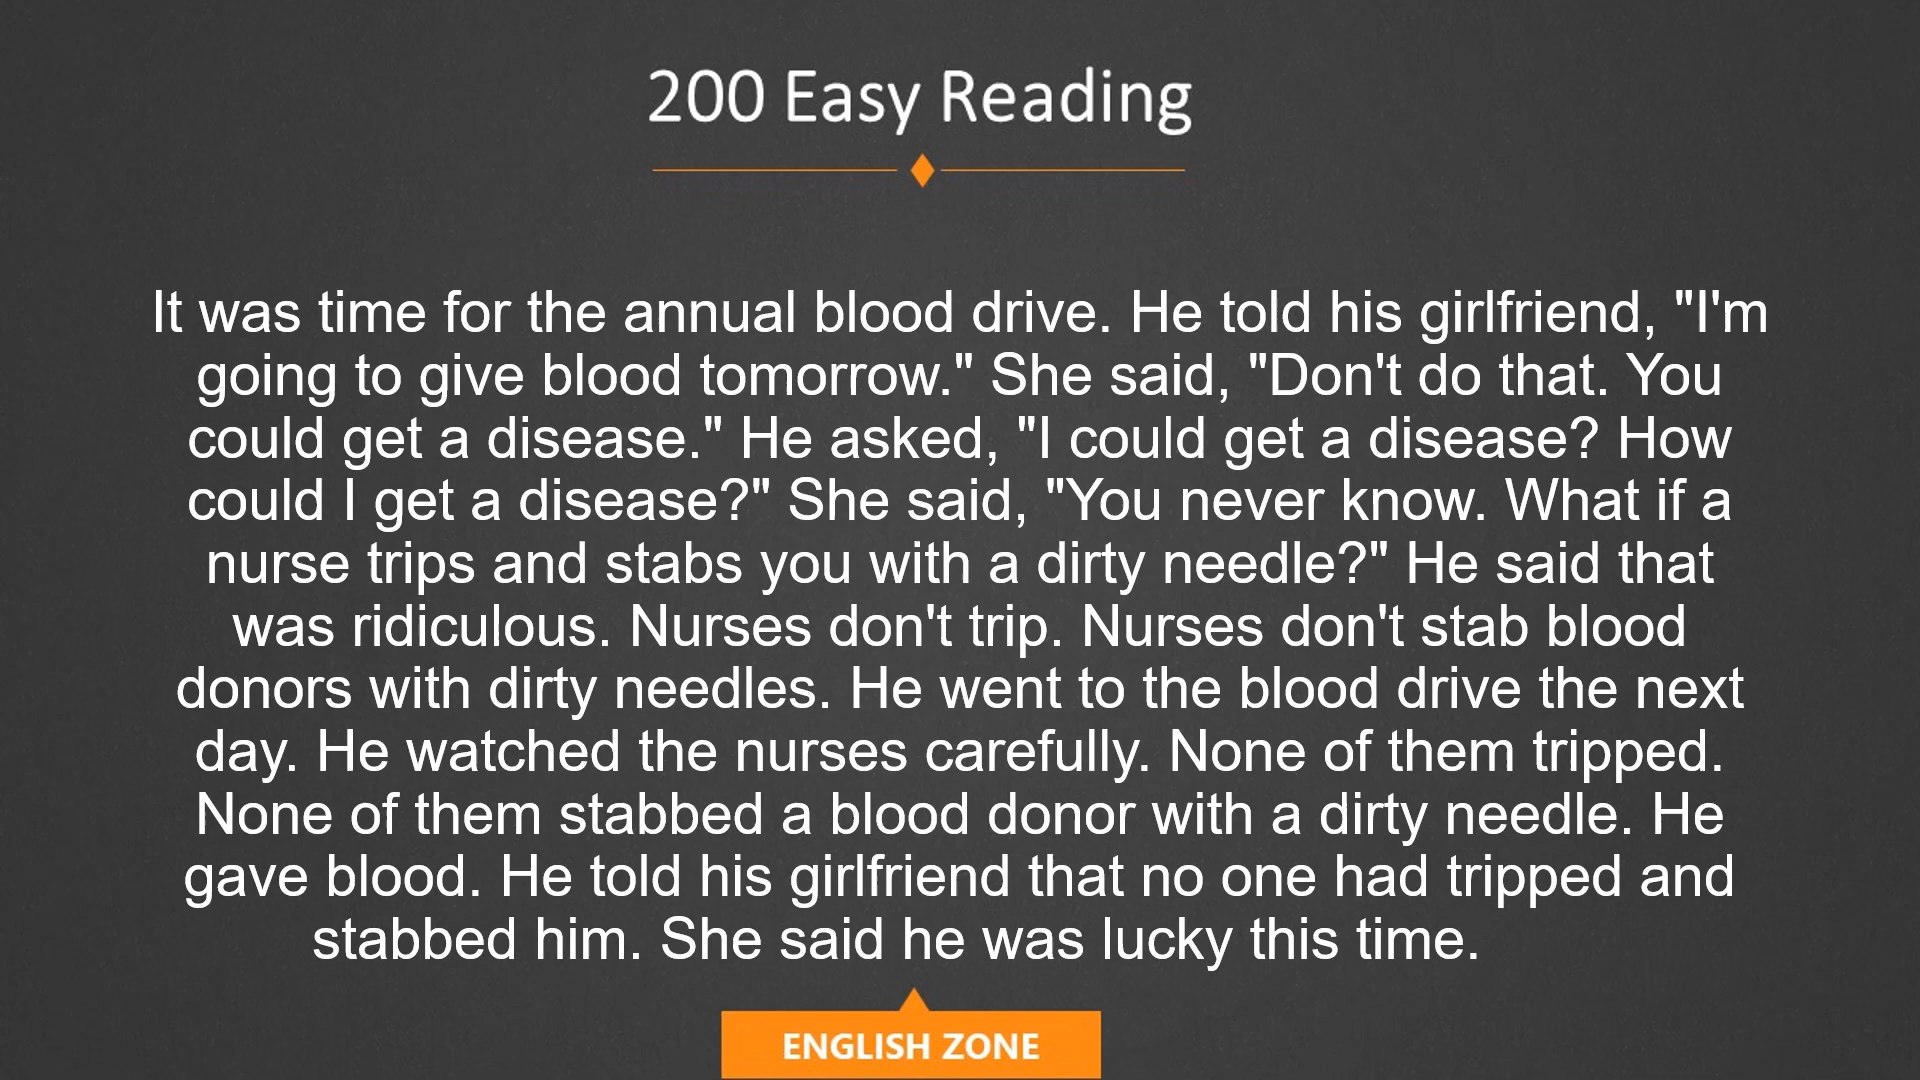 200 Easy Reading
It was time for the annual blood drive. He told his girlfriend, "I'm
going to give blood tomorrow." She said, "Don't do that. You
could get a disease." He asked, "I could get a disease? How
could I get a disease?" She said, "You never know. What if a
nurse trips and stabs you with a dirty needle?" He said that
was ridiculous. Nurses don't trip. Nurses don't stab blood
donors with dirty needles. He went to the blood drive the next
day. He watched the nurses carefully. None of them tripped.
None of them stabbed a blood donor with a dirty needle. He
gave blood. He told his girlfriend that no one had tripped and
stabbed him. She said he was lucky this time.
ENGLISH ZONE